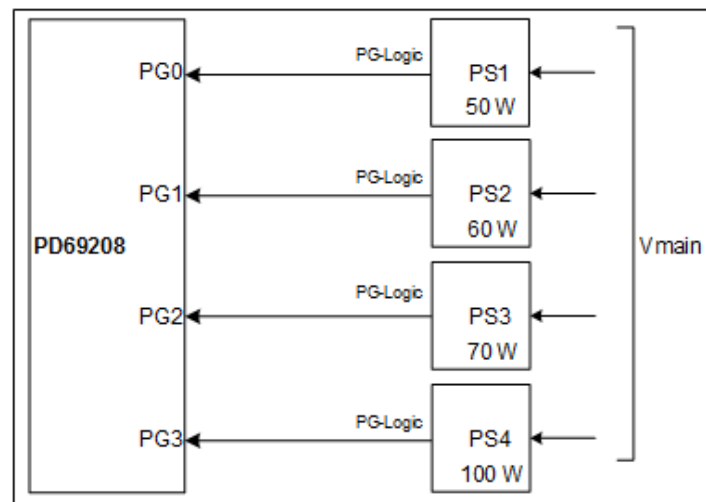 PG-Logic
PG0
PS1
50 W
PG-Logic
PG1
PS2
60 W
PD69208
Vmain
PG-Logic
PG2
PS3
70 W
PG-Logic
PG3
PS4
100 W